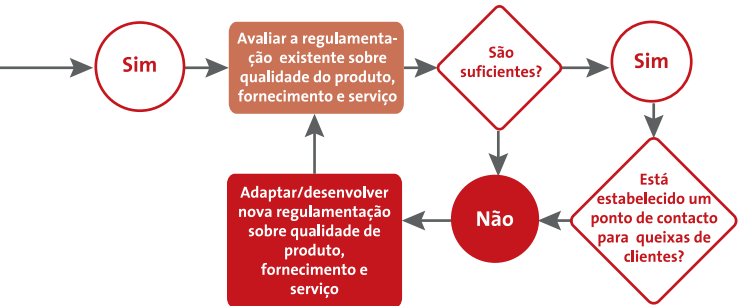 Sim
Avaliar a regulamenta-
ção existente sobre
qualidade do produto,
fornecimento e serviço
São
suficientes?
Sim
Adaptar/desenvolver
nova regulamentação
sobre qualidade de
produto,
fornecimento e
serviço
Não
Está
estabelecido um
ponto de contacto
para queixas de
clientes?